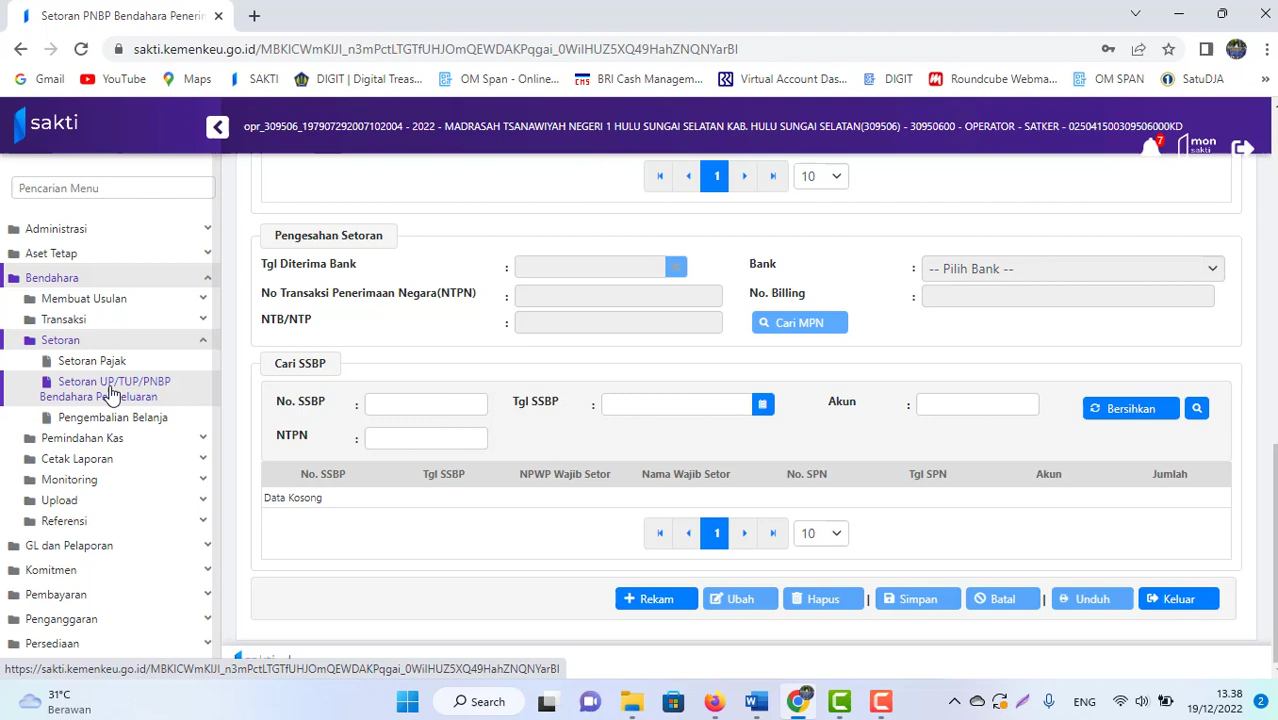 Setoran PNBP Bendahara Penerin
sakti.kemenkeu.go.id/MBKICWmKIJI_n3mPctLTGTfUHJOmQEWDAKPqgai_0WiIHUZ5XQ49HahZNQNYarBI
Gmail YouTube Maps SAKTI DIGIT | Digital Treas... OM Span - Online... CMS BRI Cash Managem... Virtual Account Das... DIGIT Roundcube Webma... OM SPAN SatuDJA »
sakti
opr_309506_197907292007102004 - 2022 - MADRASAH TSANAWIYAH NEGERI 1 HULU SUNGAI SELATAN KAB. HULU SUNGAI SELATAN(309506) - 30950600 - OPERATOR - SATKER - 025041500309506000KD
7
mon
sakti
Pencarian Menu
Administrasi
Aset Tetap
Bendahara
Membuat Usulan
Transaksi
Setoran
Setoran Pajak
Setoran UP/TUP/PNBP
Bendahara Pengeluaran
Pengembalian Belanja
Pemindahan Kas
Cetak Laporan
Monitoring
Upload
Referensi
GL dan Pelaporan
Komitmen
Pembayaran
Penganggaran
Persediaan
1 10
Pengesahan Setoran
Tgl Diterima Bank :
Bank : -- Pilih Bank --
No Transaksi Penerimaan Negara(NTPN) :
No. Billing :
NTB/NTP :
Cari MPN
Cari SSBP
No. SSBP : Tgl SSBP : Akun : Bersihkan
NTPN :
No. SSBP Tgl SSBP NPWP Wajib Setor Nama Wajib Setor No. SPN Tgl SPN Akun Jumlah
Data Kosong
1 10
Rekam Ubah Hapus | Simpan Batal | Unduh Keluar
https://sakti.kemenkeu.go.id/MBKICWmKIJI_n3mPctLTGTfUHJOmQEWDAKPqgai_0WiIHUZ5XQ49HahZNQNYarBI
31°C
Berawan
Search
ENG
13.38
19/12/2022
2